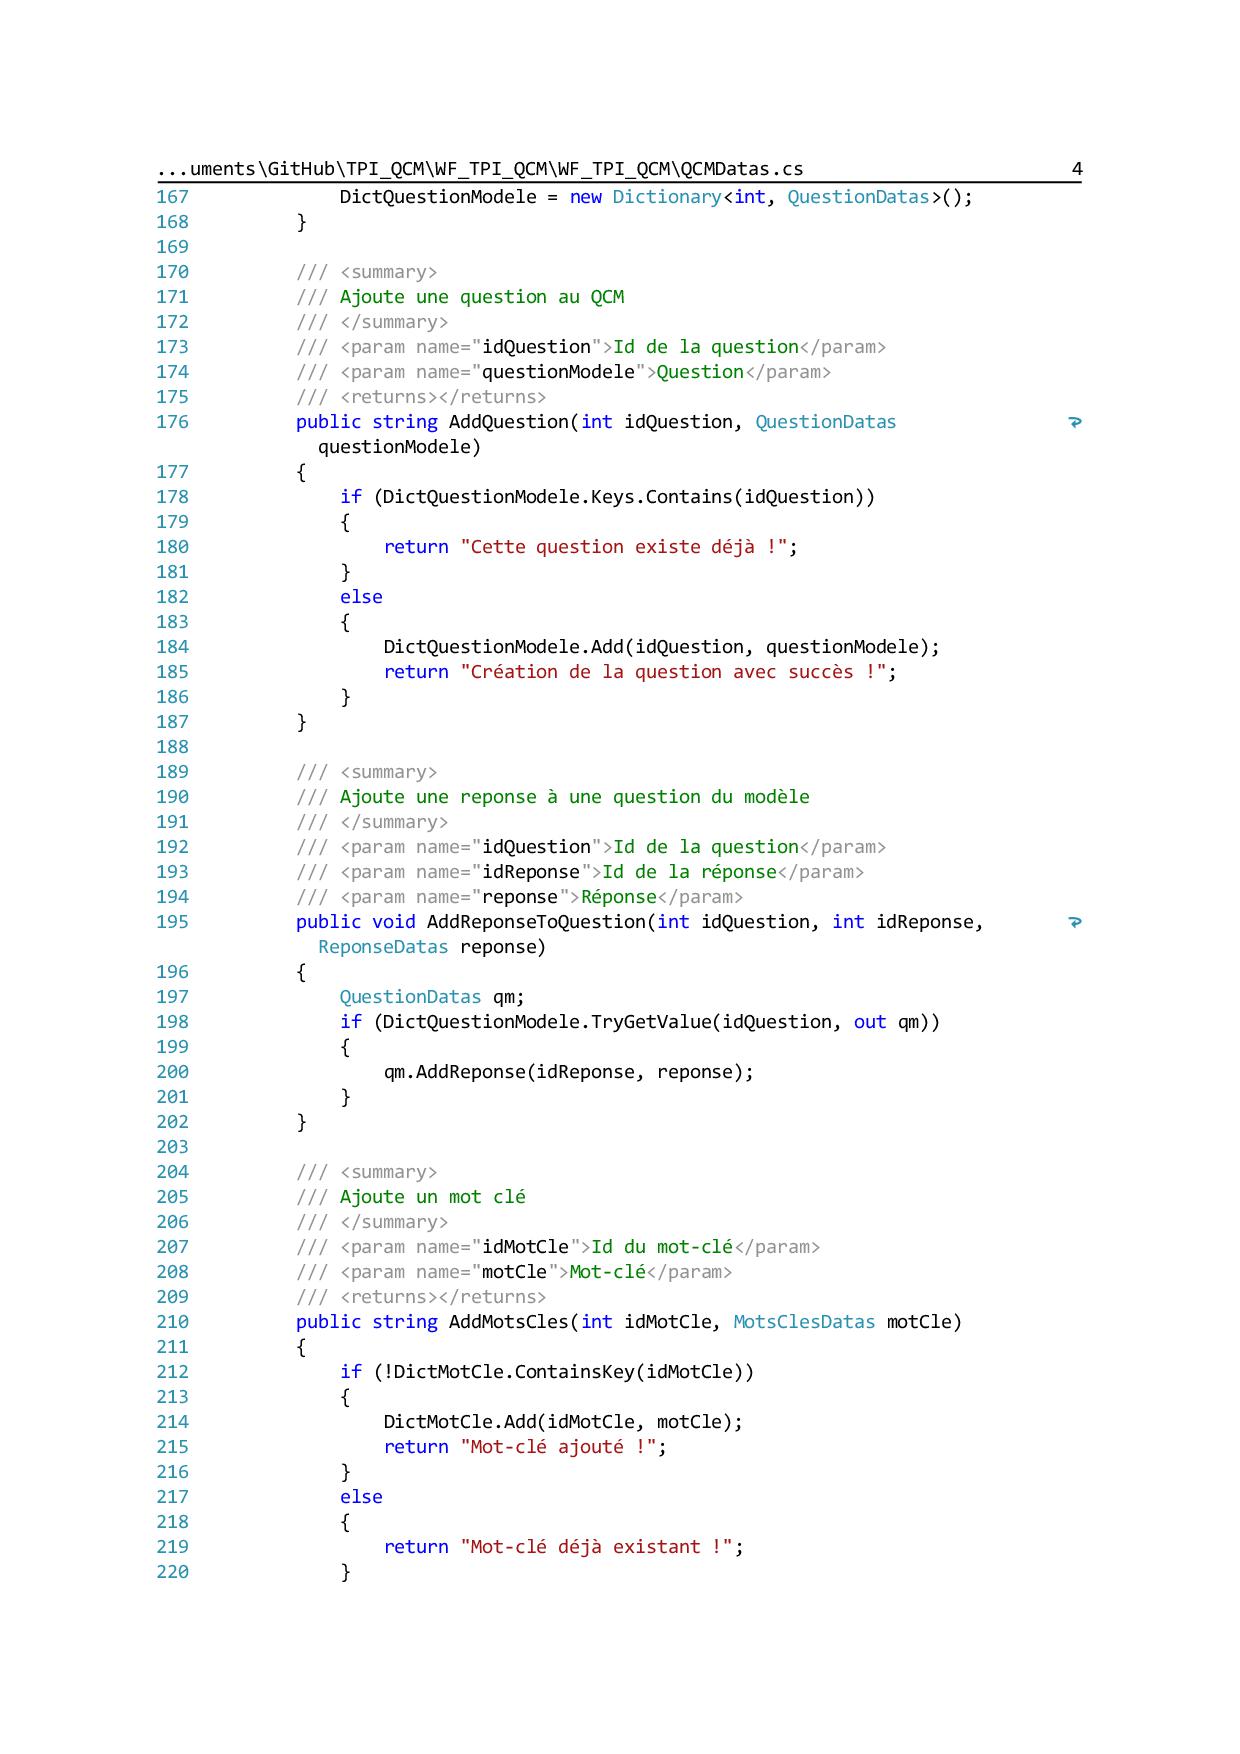 ...uments\GitHub\TPI_QCM\WF_TPI_QCM\WF_TPI_QCM\QCMDatas.cs 4
167 DictQuestionModele = new Dictionary<int, QuestionDatas>();
168 }
169
170 /// <summary>
171 /// Ajoute une question au QCM
172 /// </summary>
173 /// <param name="idQuestion">Id de la question</param>
174 /// <param name="questionModele">Question</param>
175 /// <returns></returns>
176 public string AddQuestion(int idQuestion, QuestionDatas
questionModele)
177 {
178 if (DictQuestionModele.Keys.Contains(idQuestion))
179 {
180 return "Cette question existe déjà !";
181 }
182 else
183 {
184 DictQuestionModele.Add(idQuestion, questionModele);
185 return "Création de la question avec succès !";
186 }
187 }
188
189 /// <summary>
190 /// Ajoute une reponse à une question du modèle
191 /// </summary>
192 /// <param name="idQuestion">Id de la question</param>
193 /// <param name="idReponse">Id de la réponse</param>
194 /// <param name="reponse">Réponse</param>
195 public void AddReponseToQuestion(int idQuestion, int idReponse,
ReponseDatas reponse)
196 {
197 QuestionDatas qm;
198 if (DictQuestionModele.TryGetValue(idQuestion, out qm))
199 {
200 qm.AddReponse(idReponse, reponse);
201 }
202 }
203
204 /// <summary>
205 /// Ajoute un mot clé
206 /// </summary>
207 /// <param name="idMotCle">Id du mot-clé</param>
208 /// <param name="motCle">Mot-clé</param>
209 /// <returns></returns>
210 public string AddMotsCles(int idMotCle, MotsClesDatas motCle)
211 {
212 if (!DictMotCle.ContainsKey(idMotCle))
213 {
214 DictMotCle.Add(idMotCle, motCle);
215 return "Mot-clé ajouté !";
216 }
217 else
218 {
219 return "Mot-clé déjà existant !";
220 }